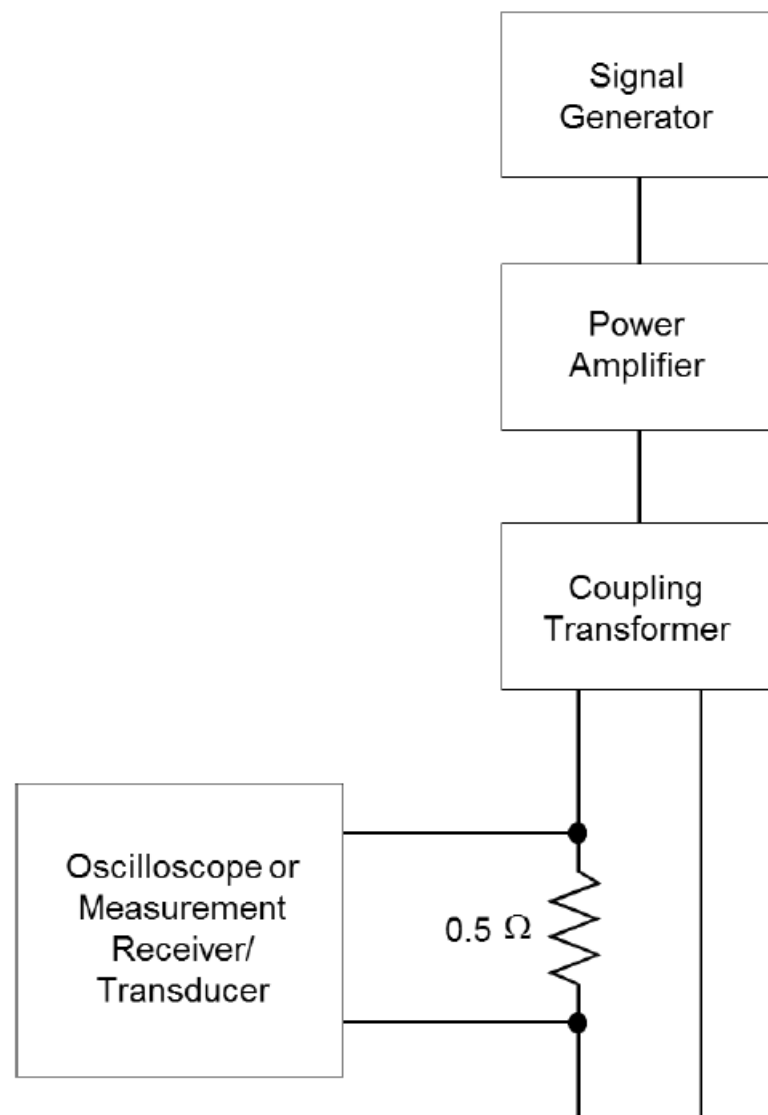 Signal
Generator
Power
Amplifier
Coupling
Transformer
Oscilloscope or
Measurement
Receiver/
Transducer
0.5 Ω